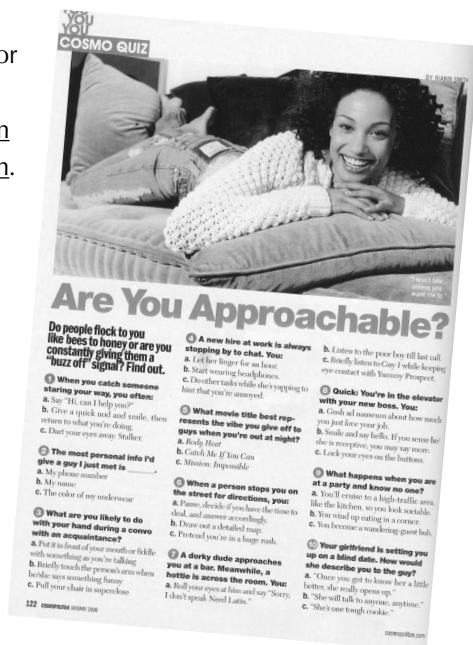 or
n
n.
YOU
YOU
YOU
COSMO QUIZ
BY RIANN SMITH
"I won't bite...
unless you
want me to."
Are You Approachable?
Do people flock to you
like bees to honey or are you
constantly giving them a
"buzz off" signal? Find out.
1 When you catch someone
staring your way, you often:
a. Say "Hi, can I help you?"
b. Give a quick nod and smile, then
return to what you're doing.
c. Dart your eyes away. Stalker.
2 The most personal info I'd
give a guy I just met is ______.
a. My phone number
b. My name
c. The color of my underwear
3 What are you likely to do
with your hand during a convo
with an acquaintance?
a. Put it in front of your mouth or fiddle
with something as you're talking
b. Briefly touch the person's arm when
he/she says something funny
c. Pull your chair in superclose
4 A new hire at work is always
stopping by to chat. You:
a. Let her linger for an hour.
b. Start wearing headphones.
c. Do other tasks while she's yapping to
hint that you're annoyed.
5 What movie title best rep-
resents the vibe you give off to
guys when you're out at night?
a. Body Heat
b. Catch Me If You Can
c. Mission: Impossible
6 When a person stops you on
the street for directions, you:
a. Pause, decide if you have the time to
deal, and answer accordingly.
b. Draw out a detailed map.
c. Pretend you're in a huge rush.
7 A dorky dude approaches
you at a bar. Meanwhile, a
hottie is across the room. You:
a. Roll your eyes at him and say "Sorry,
I don't speak Nerd Latin."
b. Listen to the poor boy till last call.
c. Briefly listen to Guy 1 while keeping
eye contact with Yummy Prospect.
8 Quick: You're in the elevator
with your new boss. You:
a. Gush ad nauseum about how much
you just love your job.
b. Smile and say hello. If you sense he/
she is receptive, you may say more.
c. Lock your eyes on the buttons.
9 What happens when you are
at a party and know no one?
a. You'll cruise to a high-traffic area,
like the kitchen, so you look sociable.
b. You wind up eating in a corner.
c. You become a wandering-guest hub.
10 Your girlfriend is setting you
up on a blind date. How would
she describe you to the guy?
a. "Once you get to know her a little
better, she really opens up."
b. "She will talk to anyone, anytime."
c. "She's one tough cookie."
122 COSMOPOLITAN JANUARY 2006
cosmopolitan.com